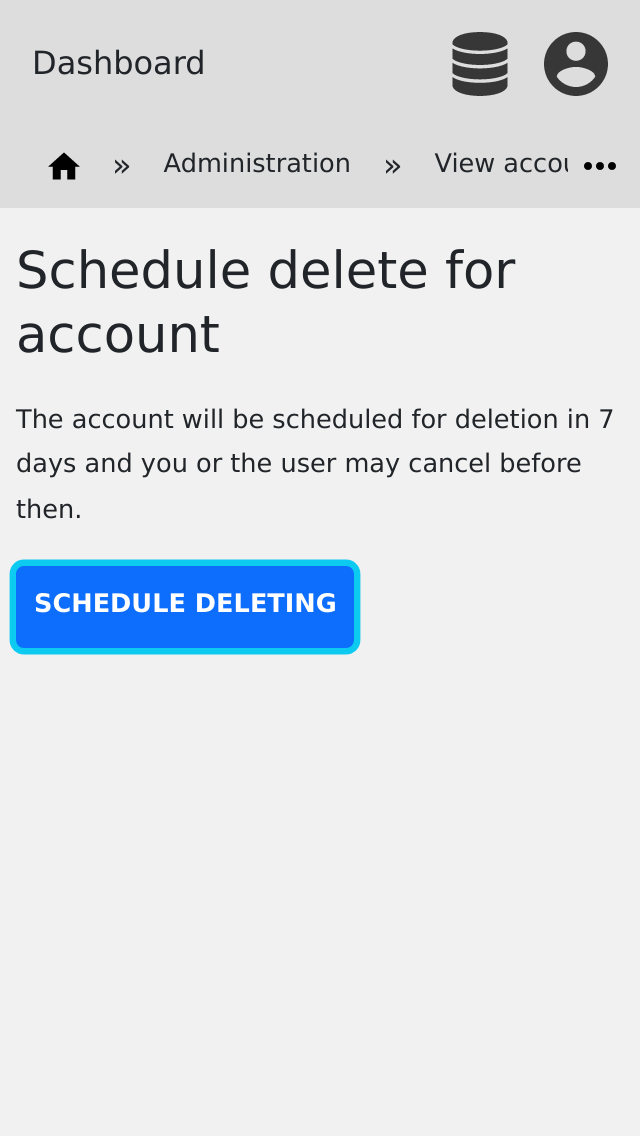 Dashboard
» Administration » View accou
Schedule delete for
account
The account will be scheduled for deletion in 7
days and you or the user may cancel before
then.
SCHEDULE DELETING